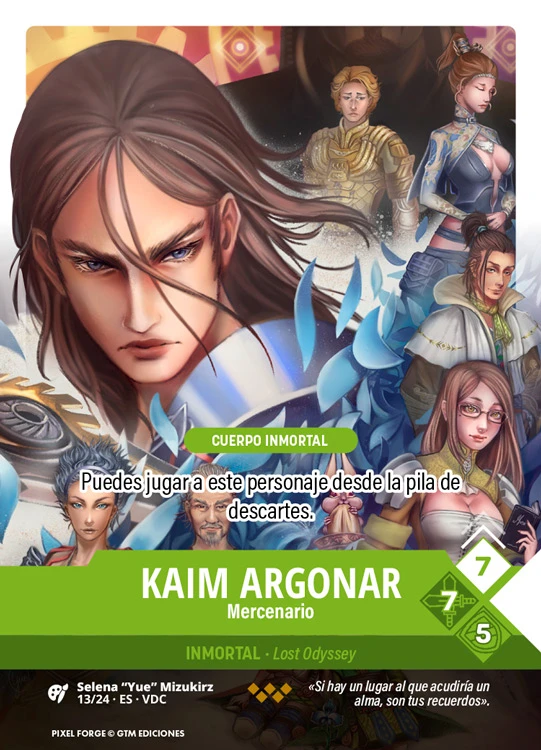 CUERPO INMORTAL
Puedes jugar a este personaje desde la pila de
descartes.
7
KAIM ARGONAR
7
Mercenario
5
INMORTAL · Lost Odyssey
Selena “Yue” Mizukirz
13/24 · ES · VDC
«Si hay un lugar al que acudiría un
alma, son tus recuerdos».
PIXEL FORGE © GTM EDICIONES